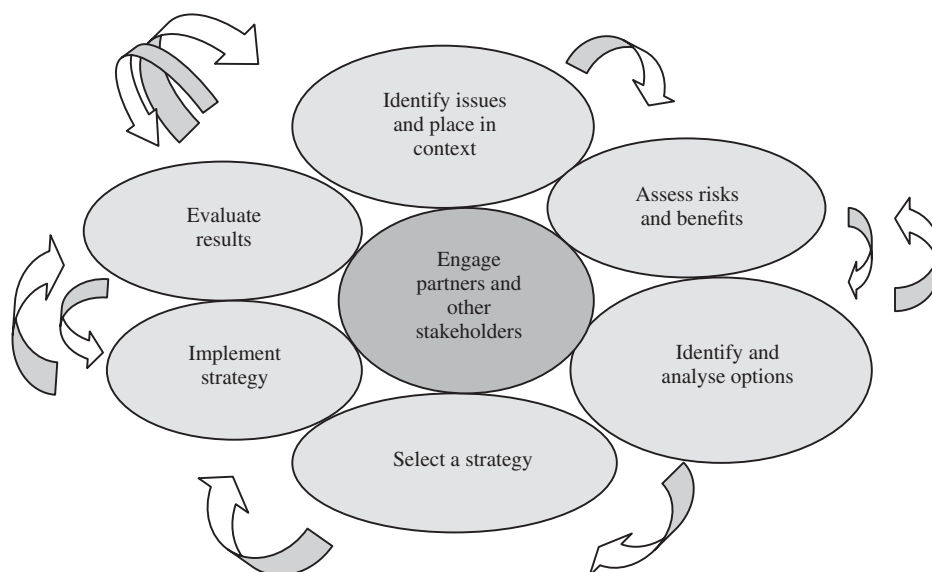 Identify issues
and place in
context
Assess risks
and benefits
Evaluate
results
Engage
partners and
other
stakeholders
Identify and
analyse options
Implement
strategy
Select a strategy